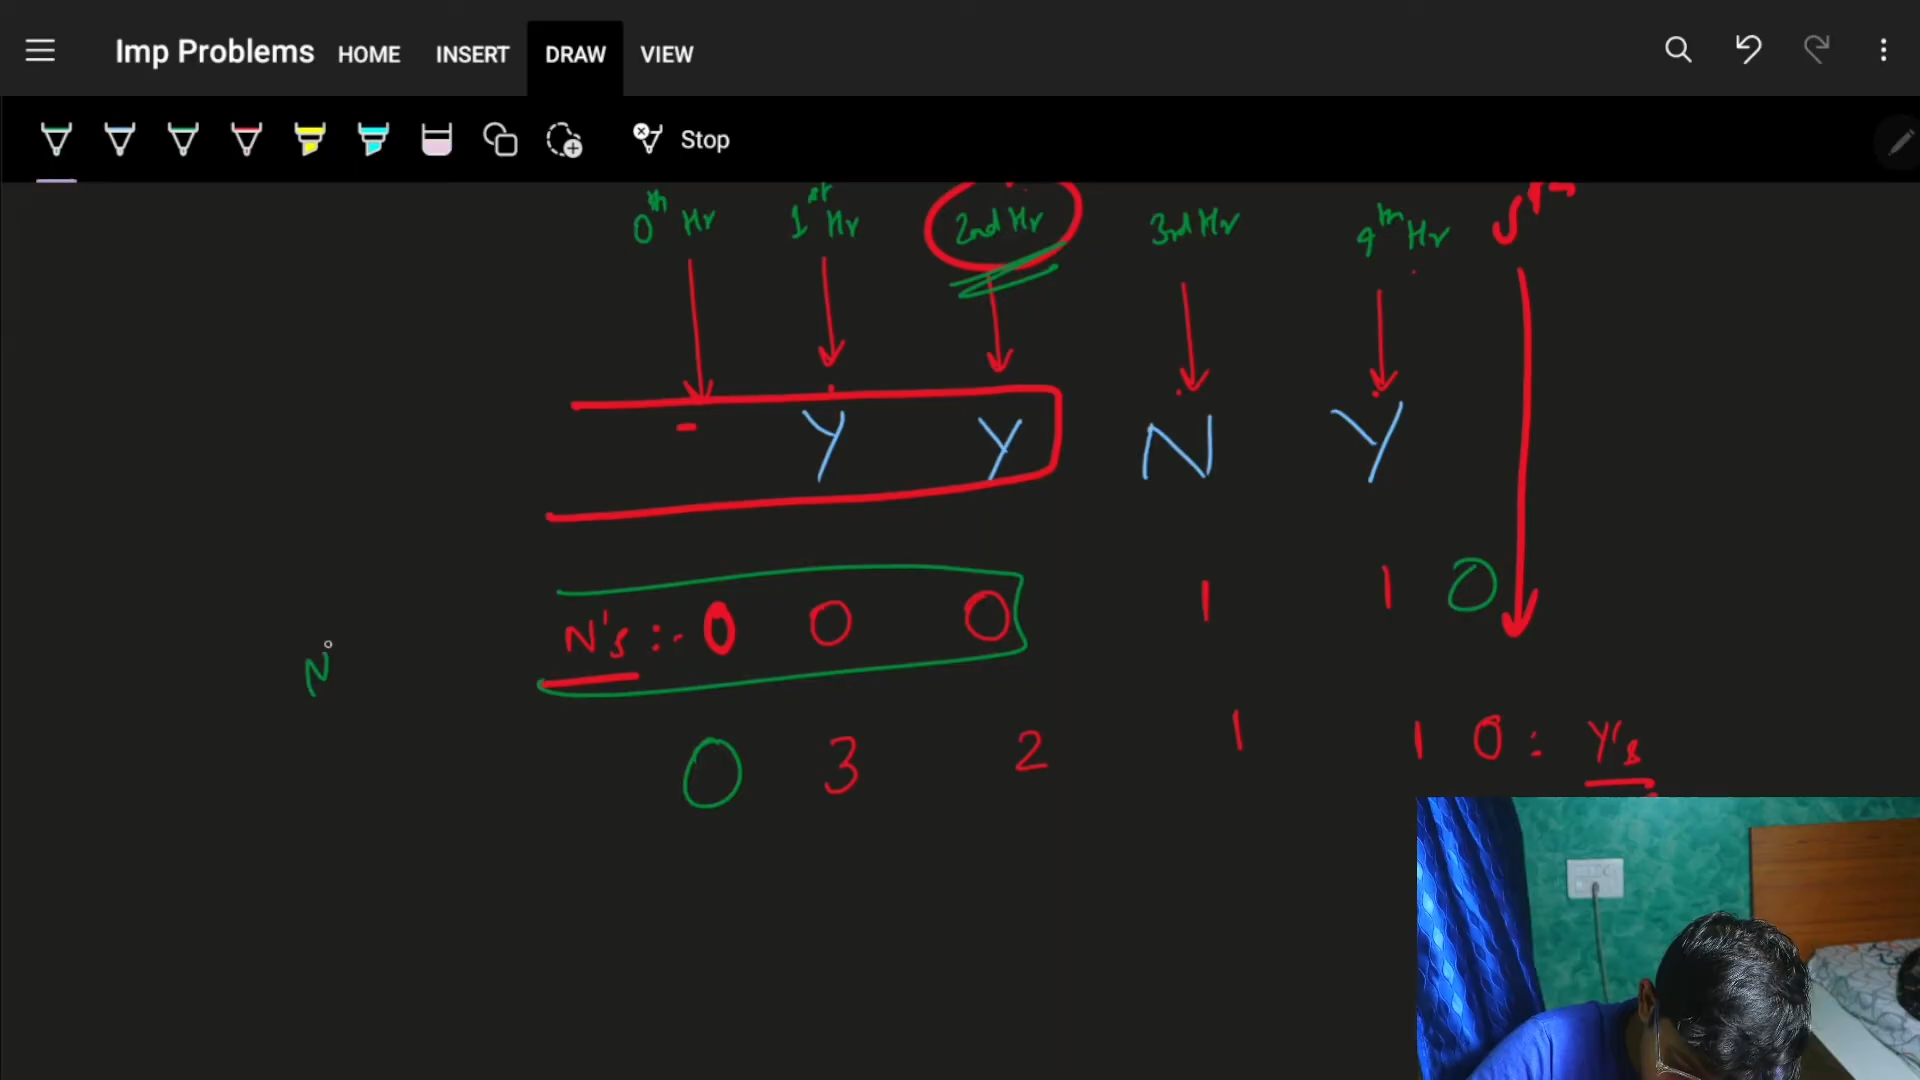 Imp Problems HOME INSERT DRAW VIEW
Stop
0th Hr 1st Hr 2nd Hr 3rd Hr 4th Hr
- Y Y N Y
N's :- 0 0 0 1 1 0
N
0 3 2 1 1 0 : Y's